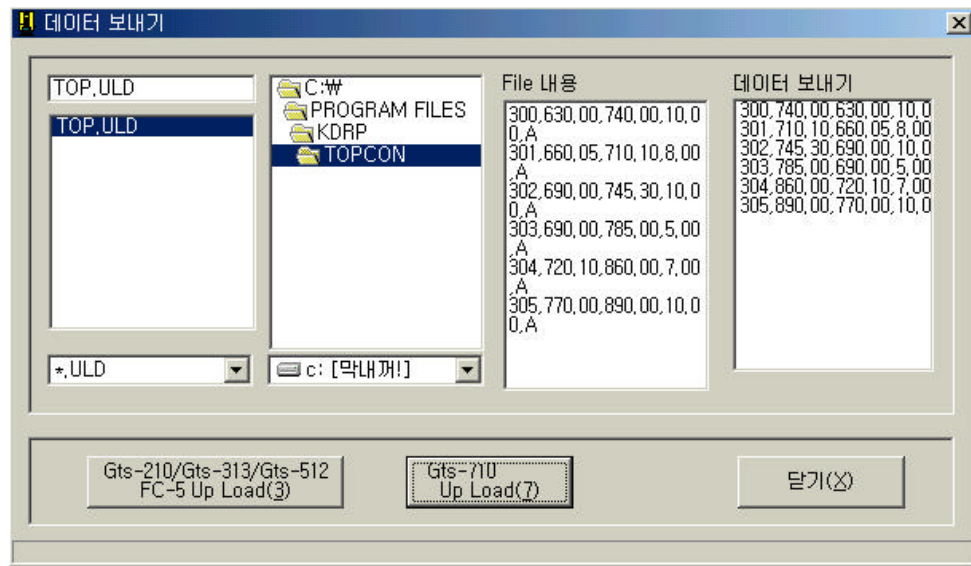 데이터 보내기
TOP.ULD
TOP.ULD
*.ULD
C:₩
PROGRAM FILES
KDRP
TOPCON
c: [막내꺼!]
File 내용
300,630.00,740.00,10.0
0,A
301,660.05,710.10,8.00
,A
302,690.00,745.30,10.0
0,A
303,690.00,785.00,5.00
,A
304,720.10,860.00,7.00
,A
305,770.00,890.00,10.0
0,A
데이터 보내기
300,740.00,630.00,10.0
301,710.10,660.05,8.00
302,745.30,690.00,10.0
303,785.00,690.00,5.00
304,860.00,720.10,7.00
305,890.00,770.00,10.0
Gts-210/Gts-313/Gts-512
FC-5 Up Load(3)
Gts-710
Up Load(7)
닫기(X)